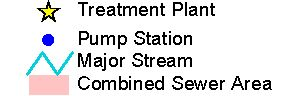 Treatment Plant
Pump Station
Major Stream
Combined Sewer Area